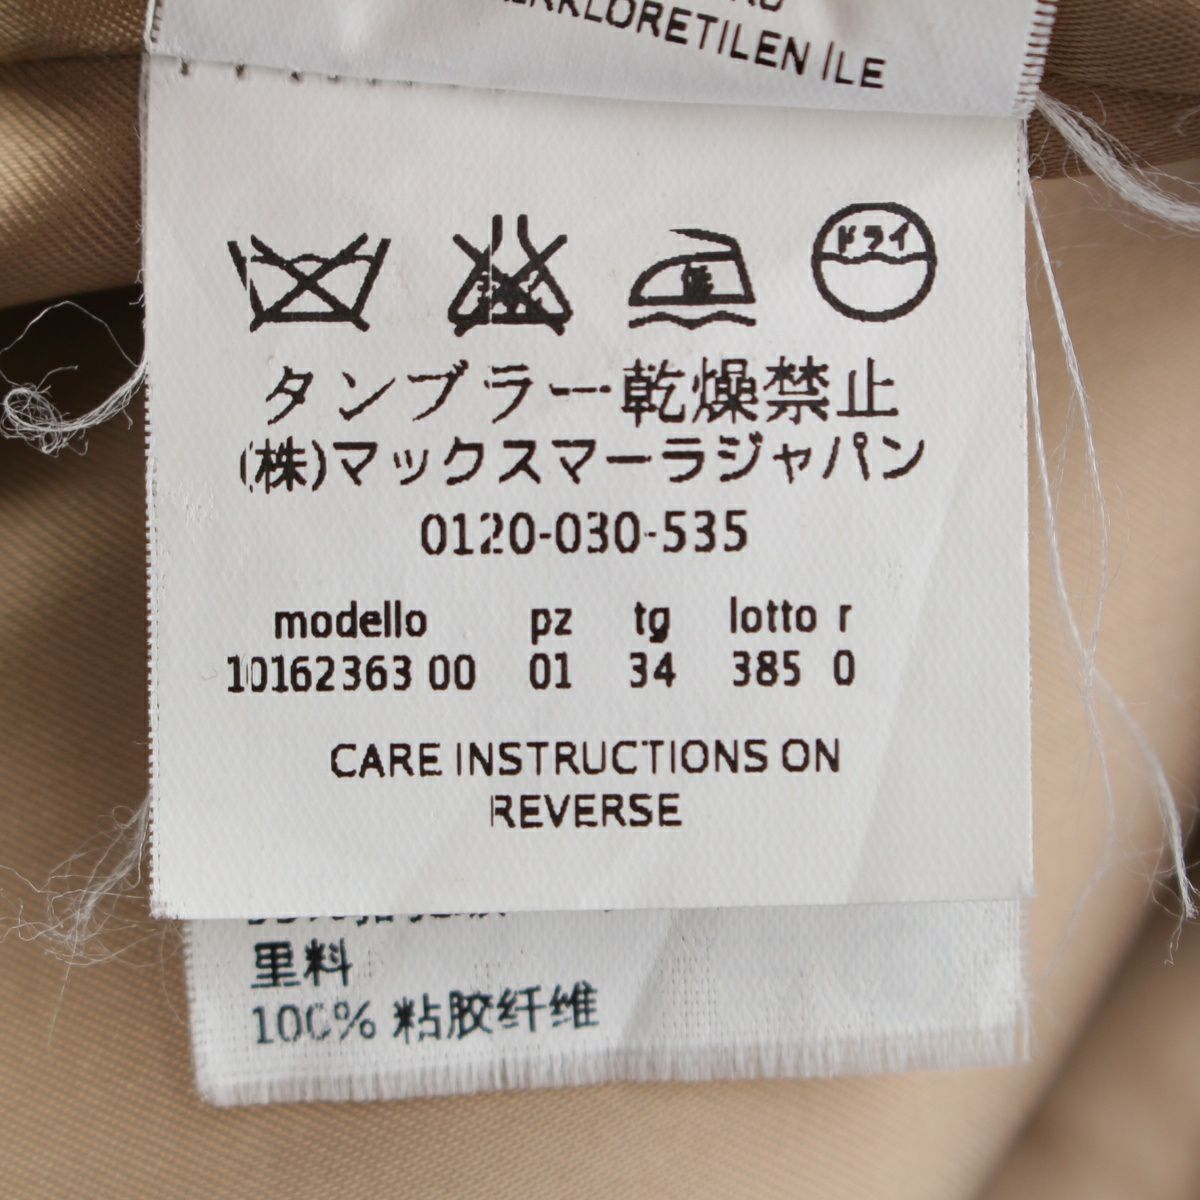 İLE
ドライ
低
タンブラー乾燥禁止
(株)マックスマーラジャパン
0120-030-535
modello pz tg lotto r
10162363 00 01 34 385 0
CARE INSTRUCTIONS ON
REVERSE
里料
100% 粘胶纤维